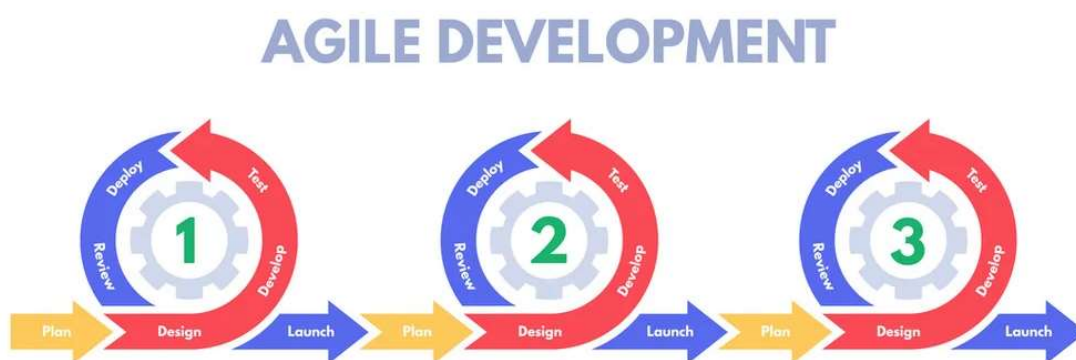 AGILE DEVELOPMENT
Plan
Design
Develop
Test
Deploy
Review
1
Launch
Plan
Design
Develop
Test
Deploy
Review
2
Launch
Plan
Design
Develop
Test
Deploy
Review
3
Launch